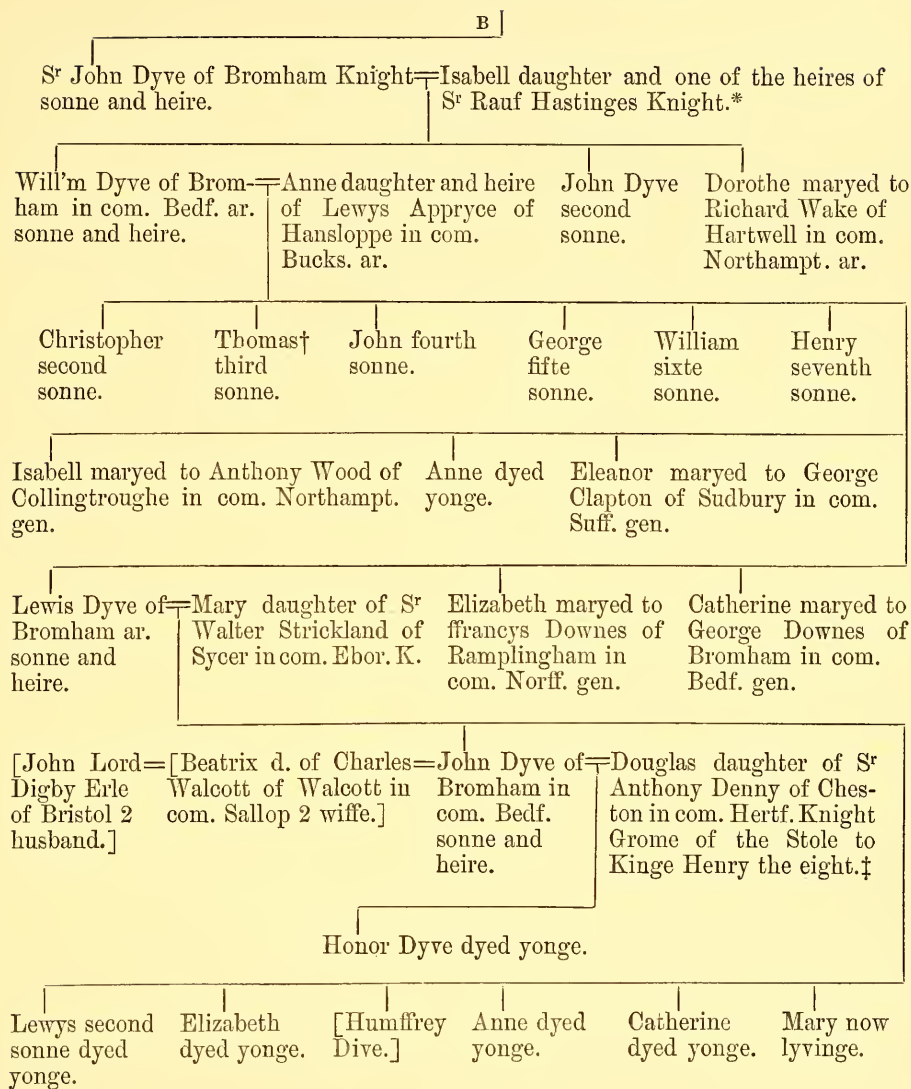 B
Sr John Dyve of Bromham Knight=Isabell daughter and one of the heires of
sonne and heire. Sr Rauf Hastinges Knight.*
Will'm Dyve of Brom-
ham in com. Bedf. ar.
sonne and heire.
=Anne daughter and heire
of Lewys Appryce of
Hansloppe in com.
Bucks. ar.
John Dyve
second
sonne.
Dorothe maryed to
Richard Wake of
Hartwell in com.
Northampt. ar.
Christopher
second
sonne.
Thomas†
third
sonne.
John fourth
sonne.
George
fifte
sonne.
William
sixte
sonne.
Henry
seventh
sonne.
Isabell maryed to Anthony Wood of
Collingtroughe in com. Northampt.
gen.
Anne dyed
yonge.
Eleanor maryed to George
Clapton of Sudbury in com.
Suff. gen.
Lewis Dyve of
Bromham ar.
sonne and
heire.
=Mary daughter of Sr
Walter Strickland of
Sycer in com. Ebor. K.
Elizabeth maryed to
ffrancys Downes of
Ramplingham in
com. Norff. gen.
Catherine maryed to
George Downes of
Bromham in com.
Bedf. gen.
[John Lord
Digby Erle
of Bristol 2
husband.]
=[Beatrix d. of Charles
Walcott of Walcott in
com. Sallop 2 wiffe.]
=John Dyve of
Bromham in
com. Bedf.
sonne and
heire.
=Douglas daughter of Sr
Anthony Denny of Ches-
ton in com. Hertf. Knight
Grome of the Stole to
Kinge Henry the eight.‡
Honor Dyve dyed yonge.
Lewys second
sonne dyed
yonge.
Elizabeth
dyed yonge.
[Humffrey
Dive.]
Anne dyed
yonge.
Catherine
dyed yonge.
Mary now
lyvinge.